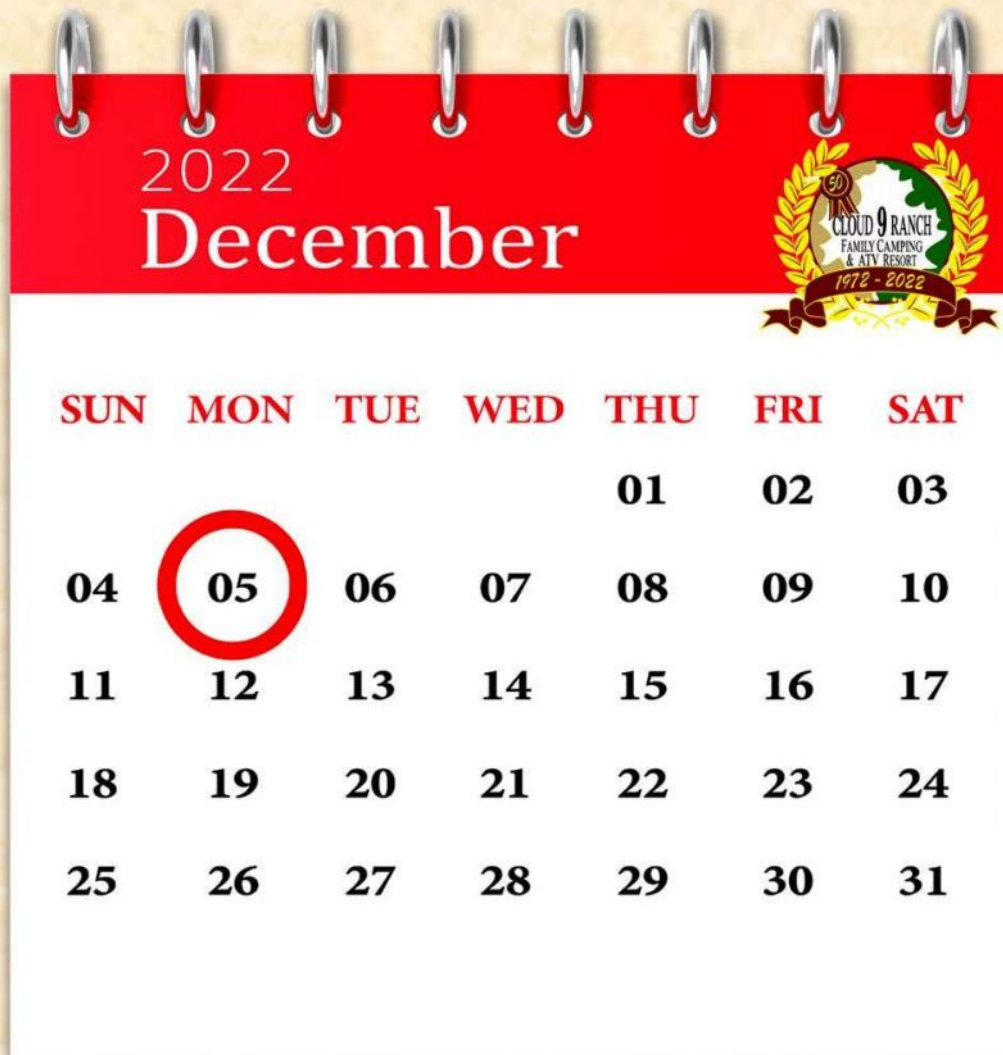 2022
December
50
CLOUD 9 RANCH
FAMILY CAMPING
& ATV RESORT
1972 - 2022
SUN MON TUE WED THU FRI SAT
01 02 03
04 05 06 07 08 09 10
11 12 13 14 15 16 17
18 19 20 21 22 23 24
25 26 27 28 29 30 31